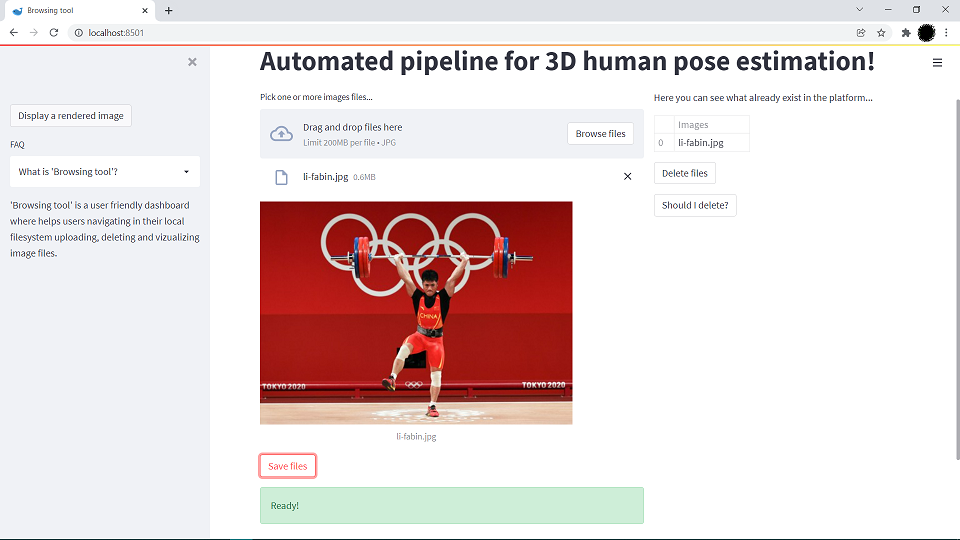 Browsing tool
localhost:8501
Display a rendered image
FAQ
What is 'Browsing tool'?
'Browsing tool' is a user friendly dashboard
where helps users navigating in their local
filesystem uploading, deleting and vizualizing
image files.
Automated pipeline for 3D human pose estimation!
Pick one or more images files...
Drag and drop files here
Limit 200MB per file • JPG
Browse files
li-fabin.jpg 0.6MB
CHINA
TOKYO 2020
TOKYO 2020
li-fabin.jpg
Save files
Ready!
Here you can see what already exist in the platform...
Images
0 li-fabin.jpg
Delete files
Should I delete?